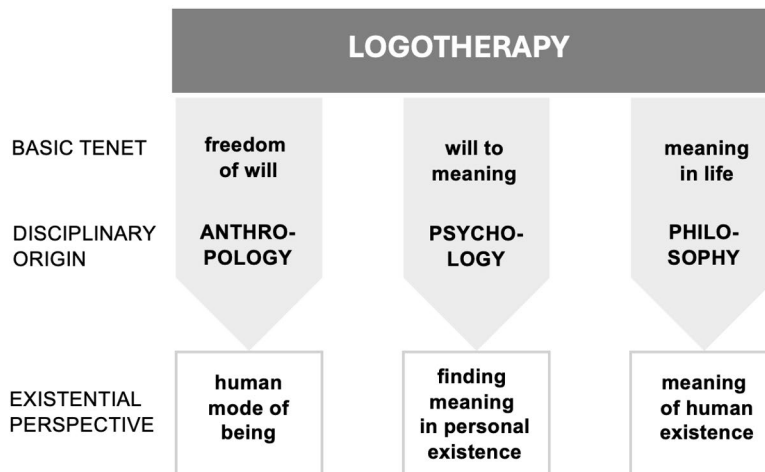 LOGOTHERAPY
BASIC TENET
freedom
of will
will to
meaning
meaning
in life
DISCIPLINARY
ORIGIN
ANTHRO-
POLOGY
PSYCHO-
LOGY
PHILO-
SOPHY
EXISTENTIAL
PERSPECTIVE
human
mode of
being
finding
meaning
in personal
existence
meaning
of human
existence